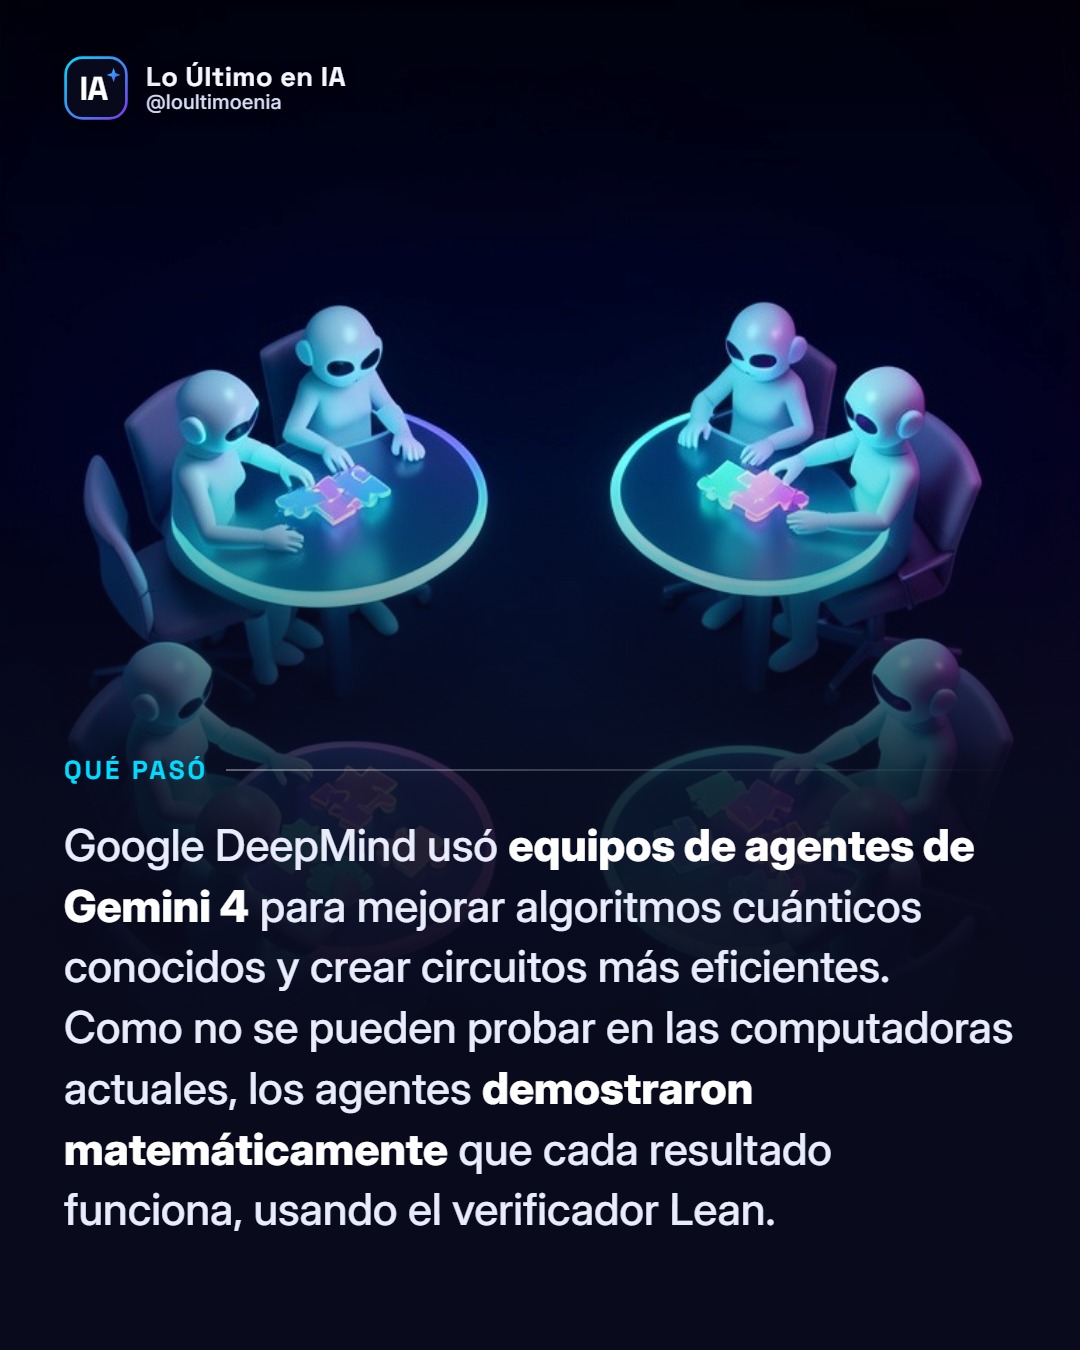 IA
Lo Último en IA
@loultimoenia
QUÉ PASÓ
Google DeepMind usó equipos de agentes de
Gemini 4 para mejorar algoritmos cuánticos
conocidos y crear circuitos más eficientes.
Como no se pueden probar en las computadoras
actuales, los agentes demostraron
matemáticamente que cada resultado
funciona, usando el verificador Lean.